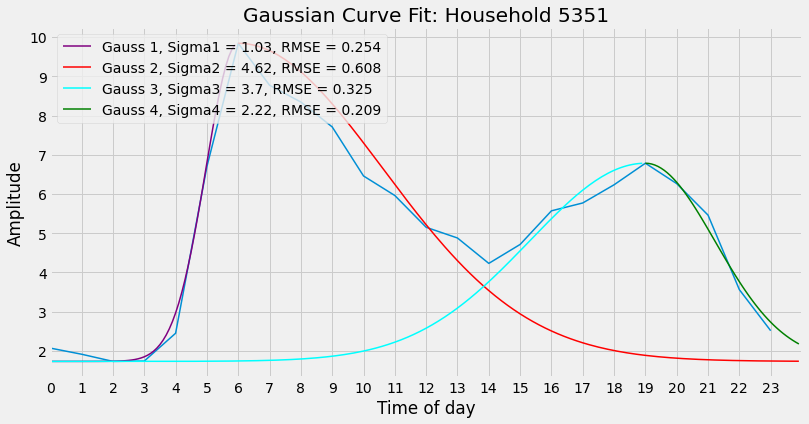 Gaussian Curve Fit: Household 5351
Gauss 1, Sigma1 = 1.03, RMSE = 0.254
Gauss 2, Sigma2 = 4.62, RMSE = 0.608
Gauss 3, Sigma3 = 3.7, RMSE = 0.325
Gauss 4, Sigma4 = 2.22, RMSE = 0.209
Amplitude
10
9
8
7
6
5
4
3
2
0 1 2 3 4 5 6 7 8 9 10 11 12 13 14 15 16 17 18 19 20 21 22 23
Time of day